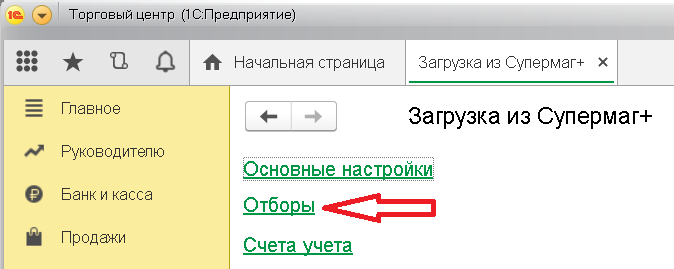 1С Торговый центр (1С:Предприятие)
Начальная страница Загрузка из Супермаг+ ×
Главное
Руководителю
Банк и касса
Продажи
Загрузка из Супермаг+
Основные настройки
Отборы
Счета учета